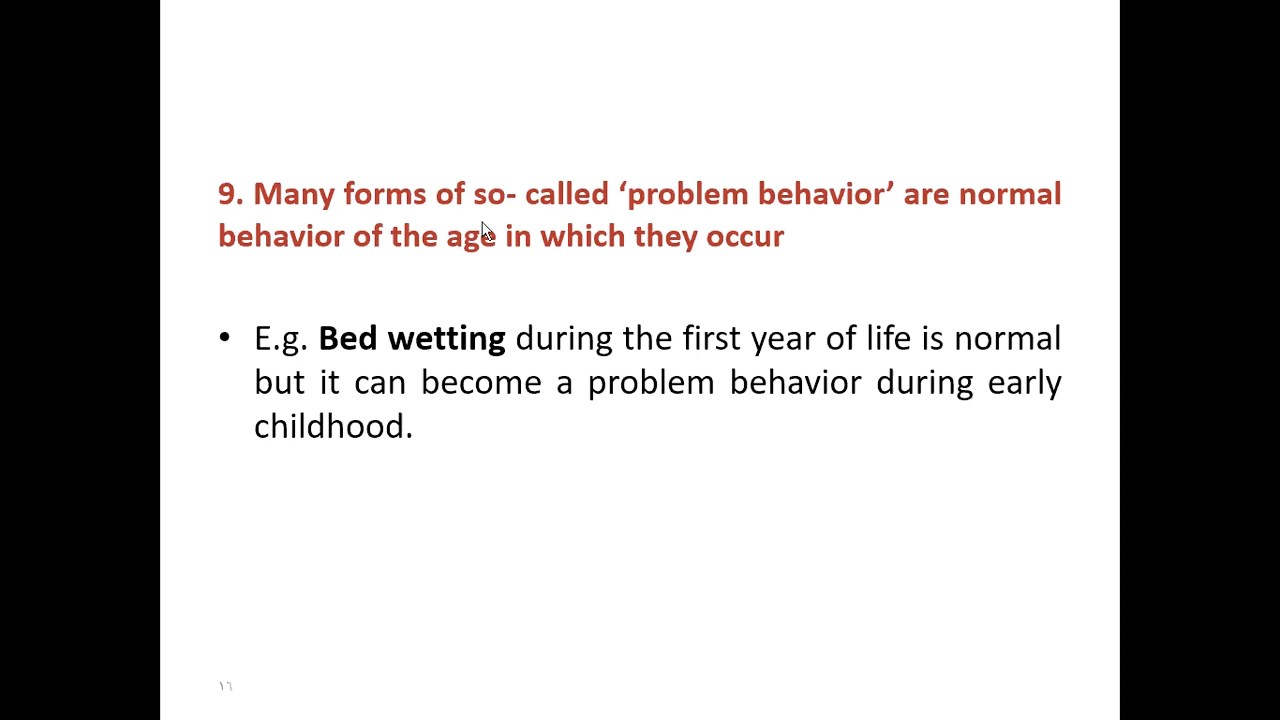 9. Many forms of so- called ‘problem behavior’ are normal
behavior of the age in which they occur
• E.g. Bed wetting during the first year of life is normal
but it can become a problem behavior during early
childhood.
١٦